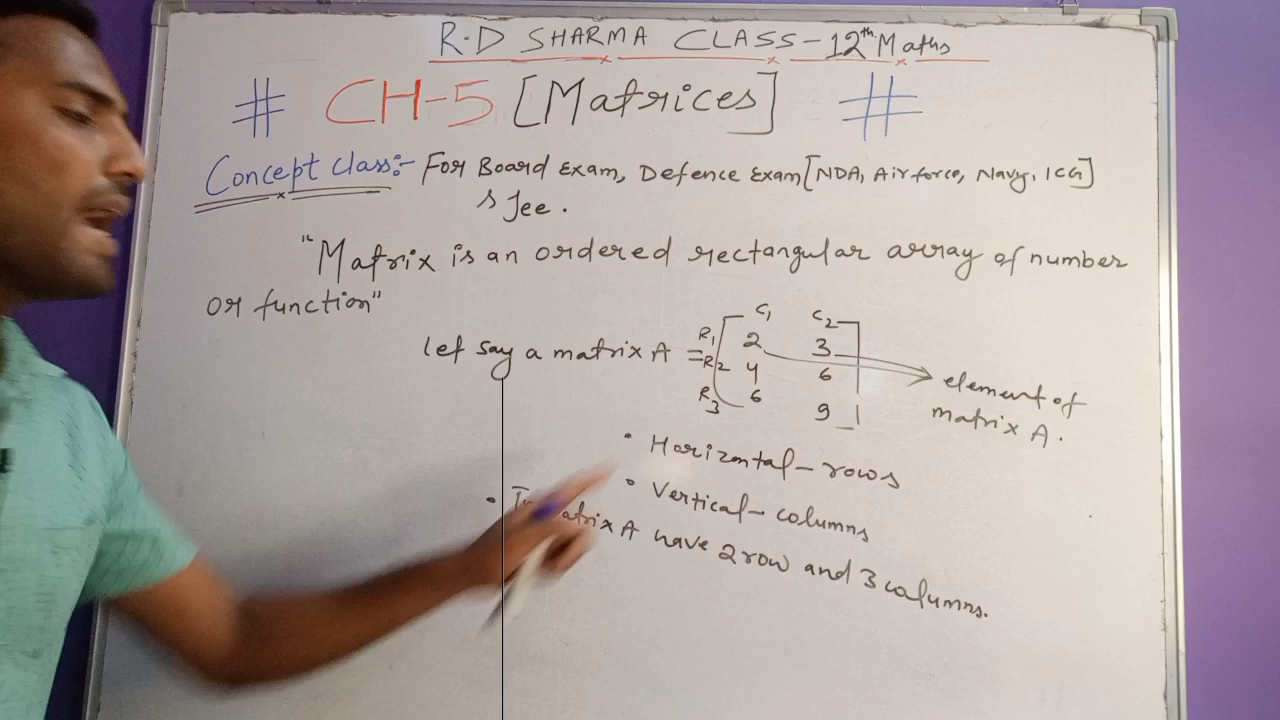 R.D SHARMA CLASS-12th Maths
# CH-5 [Matrices] #
Concept Class:- For Board Exam, Defence Exam [NDA, Airforce, Navy, ICG]
Jee.
"Matrix is an ordered rectangular array of number
or function"
C1 C2
let say a matrix A =
R1 2 3
R2 4 6
R3 6 9
element of
matrix A.
• Horizontal - rows
• Vertical - columns
• A have 2 row and 3 columns.